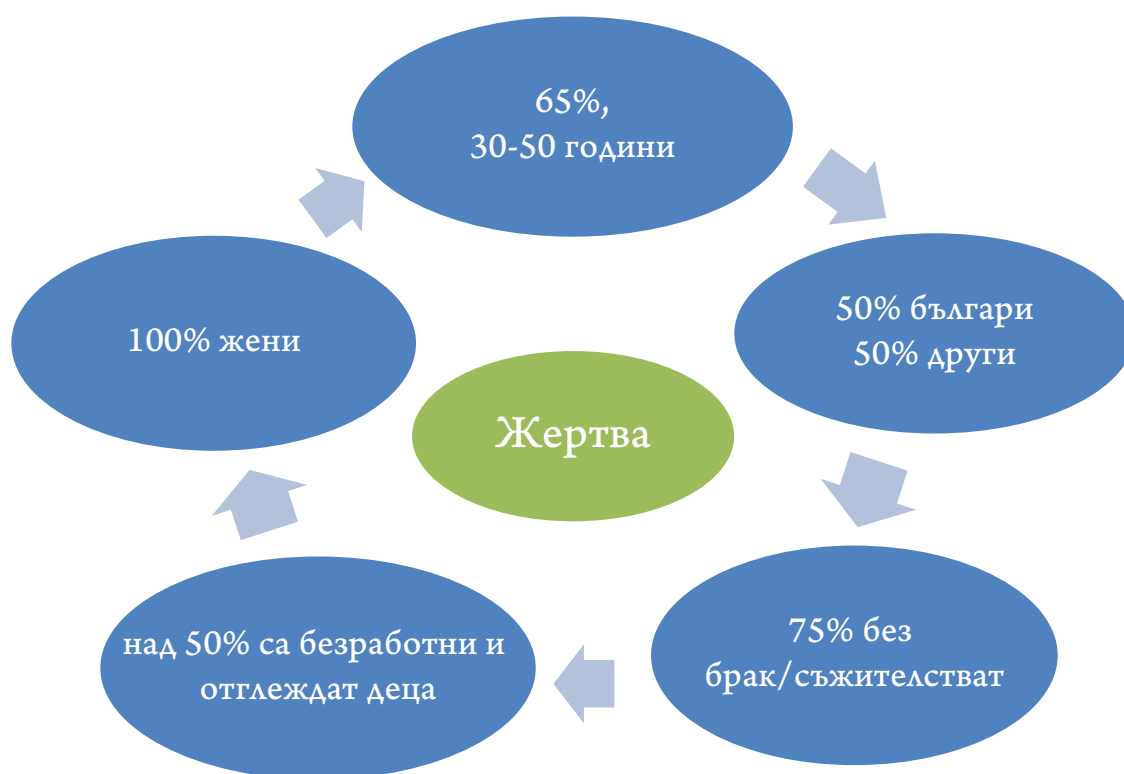 65%,
30-50 години
50% българи
50% други
100% жени
Жертва
75% без
брак/съжителстват
над 50% са безработни и
отглеждат деца